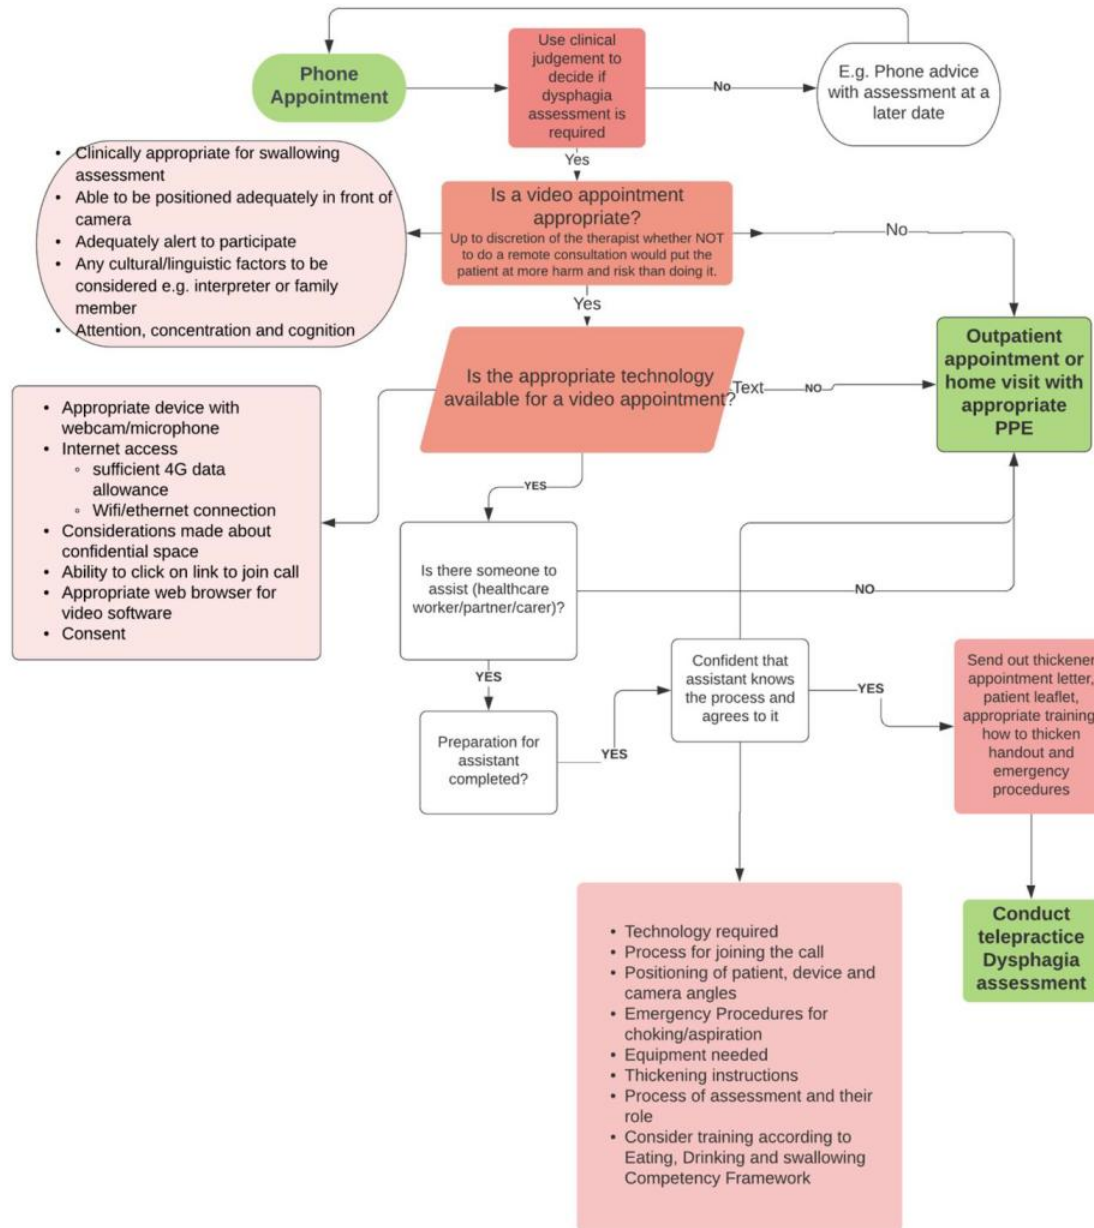 Phone
Appointment
Use clinical
judgement to
decide if
dysphagia
assessment is
required
No
E.g. Phone advice
with assessment at a
later date
Yes
• Clinically appropriate for swallowing
assessment
• Able to be positioned adequately in front of
camera
• Adequately alert to participate
• Any cultural/linguistic factors to be
considered e.g. interpreter or family
member
• Attention, concentration and cognition
Is a video appointment
appropriate?
Up to discretion of the therapist whether NOT
to do a remote consultation would put the
patient at more harm and risk than doing it.
No
Yes
Outpatient
appointment or
home visit with
appropriate
PPE
Is the appropriate technology
available for a video appointment?
Text
NO
• Appropriate device with
webcam/microphone
• Internet access
◦ sufficient 4G data
allowance
◦ Wifi/ethernet connection
• Considerations made about
confidential space
• Ability to click on link to join call
• Appropriate web browser for
video software
• Consent
YES
Is there someone to
assist (healthcare
worker/partner/carer)?
NO
YES
Preparation for
assistant
completed?
YES
Confident that
assistant knows
the process and
agrees to it
YES
Send out thickener,
appointment letter,
patient leaflet,
appropriate training,
how to thicken
handout and
emergency
procedures
Conduct
telepractice
Dysphagia
assessment
• Technology required
• Process for joining the call
• Positioning of patient, device and
camera angles
• Emergency Procedures for
choking/aspiration
• Equipment needed
• Thickening instructions
• Process of assessment and their
role
• Consider training according to
Eating, Drinking and swallowing
Competency Framework